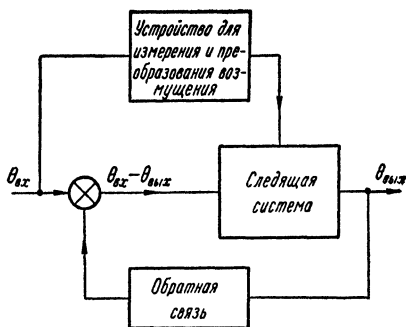 Устройство для
измерения и пре-
образования воз-
мущения
θвх
θвх–θвых
Следящая
система
θвых
Обратная
связь